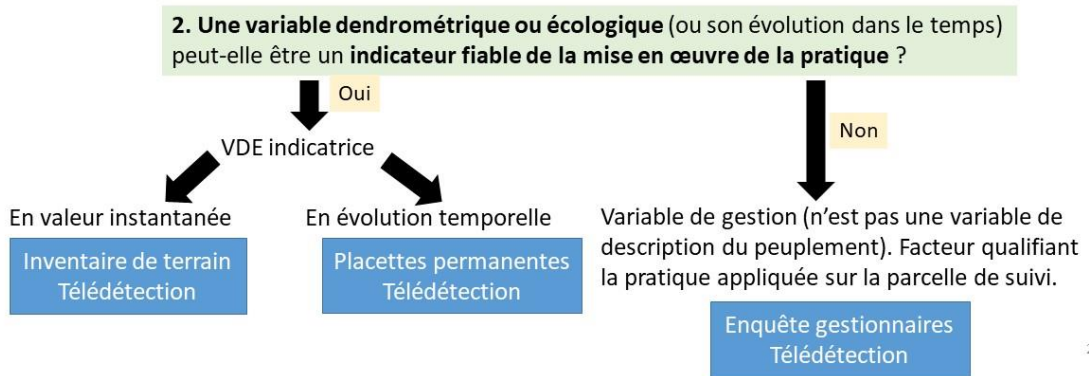 2. Une variable dendrométrique ou écologique (ou son évolution dans le temps)
peut-elle être un indicateur fiable de la mise en œuvre de la pratique ?
Oui
Non
VDE indicatrice
En valeur instantanée
Inventaire de terrain
Télédétection
En évolution temporelle
Placettes permanentes
Télédétection
Variable de gestion (n’est pas une variable de
description du peuplement). Facteur qualifiant
la pratique appliquée sur la parcelle de suivi.
Enquête gestionnaires
Télédétection